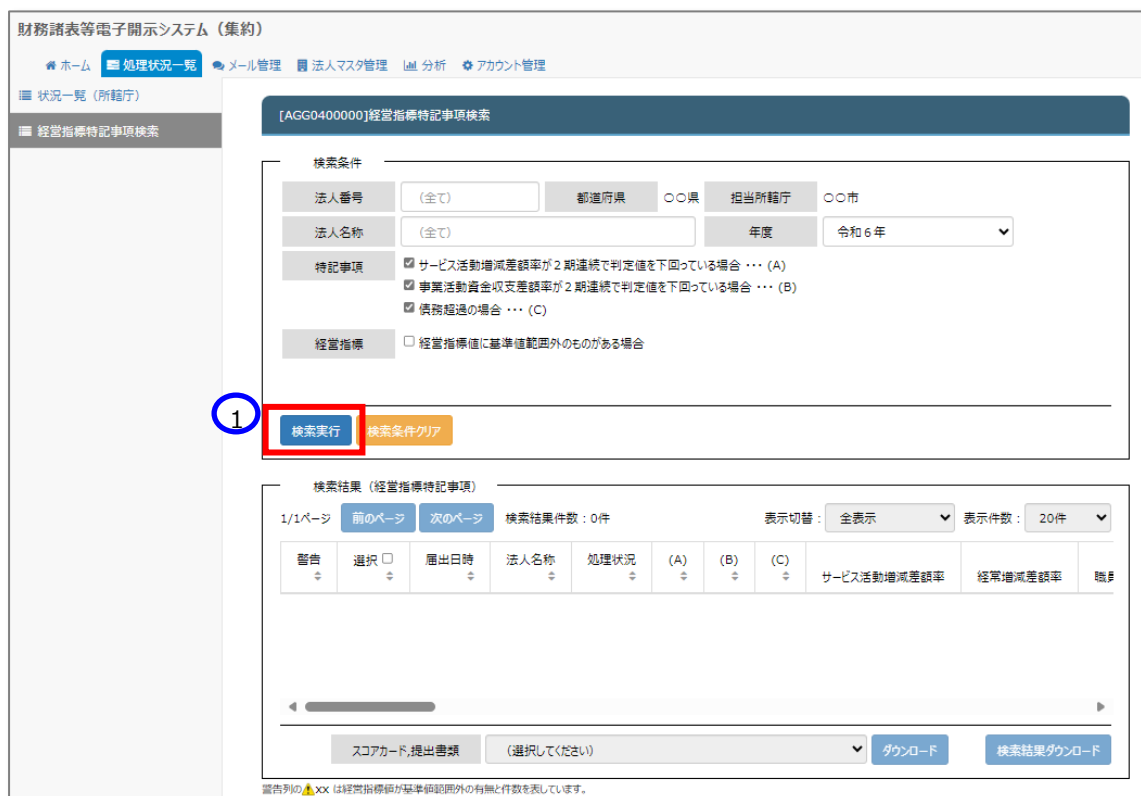 財務諸表等電子開示システム（集約）
ホーム 処理状況一覧 メール管理 法人マスタ管理 分析 アカウント管理
状況一覧（所轄庁）
経営指標特記事項検索
[AGG0400000]経営指標特記事項検索
検索条件
法人番号 (全て) 都道府県 〇〇県 担当所轄庁 〇〇市
法人名称 (全て) 年度 令和６年
特記事項 サービス活動増減差額率が２期連続で判定値を下回っている場合 ･･･ (A)
事業活動資金収支差額率が２期連続で判定値を下回っている場合 ･･･ (B)
債務超過の場合 ･･･ (C)
経営指標 経営指標値に基準値範囲外のものがある場合
1
検索実行 検索条件クリア
検索結果（経営指標特記事項）
1/1ページ 前のページ 次のページ 検索結果件数：0件 表示切替： 全表示 表示件数： 20件
警告 選択 届出日時 法人名称 処理状況 (A) (B) (C) サービス活動増減差額率 経常増減差額率 職員
スコアカード,提出書類 (選択してください) ダウンロード 検索結果ダウンロード
警告列の xx は経営指標値が基準値範囲外の有無と件数を表しています。